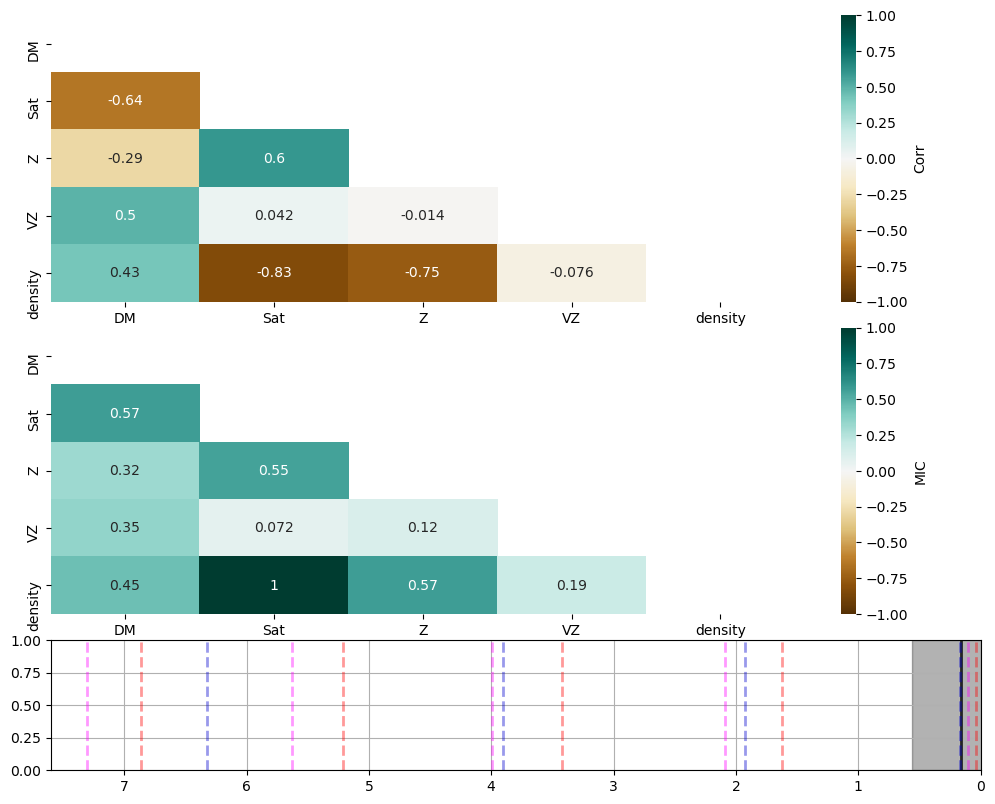 DM
Sat
Z
VZ
density
-0.64
-0.29
0.6
0.5
0.042
-0.014
0.43
-0.83
-0.75
-0.076
DM Sat Z VZ density
1.00
0.75
0.50
0.25
0.00
−0.25
−0.50
−0.75
−1.00
Corr
DM
Sat
Z
VZ
density
0.57
0.32
0.55
0.35
0.072
0.12
0.45
1
0.57
0.19
DM Sat Z VZ density
1.00
0.75
0.50
0.25
0.00
−0.25
−0.50
−0.75
−1.00
MIC
1.00
0.75
0.50
0.25
0.00
7 6 5 4 3 2 1 0